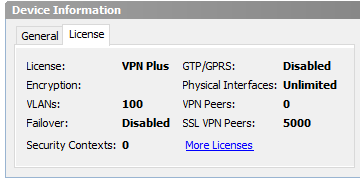 Device Information
General License
License: VPN Plus GTP/GPRS: Disabled
Encryption: Physical Interfaces: Unlimited
VLANs: 100 VPN Peers: 0
Failover: Disabled SSL VPN Peers: 5000
Security Contexts: 0 More Licenses